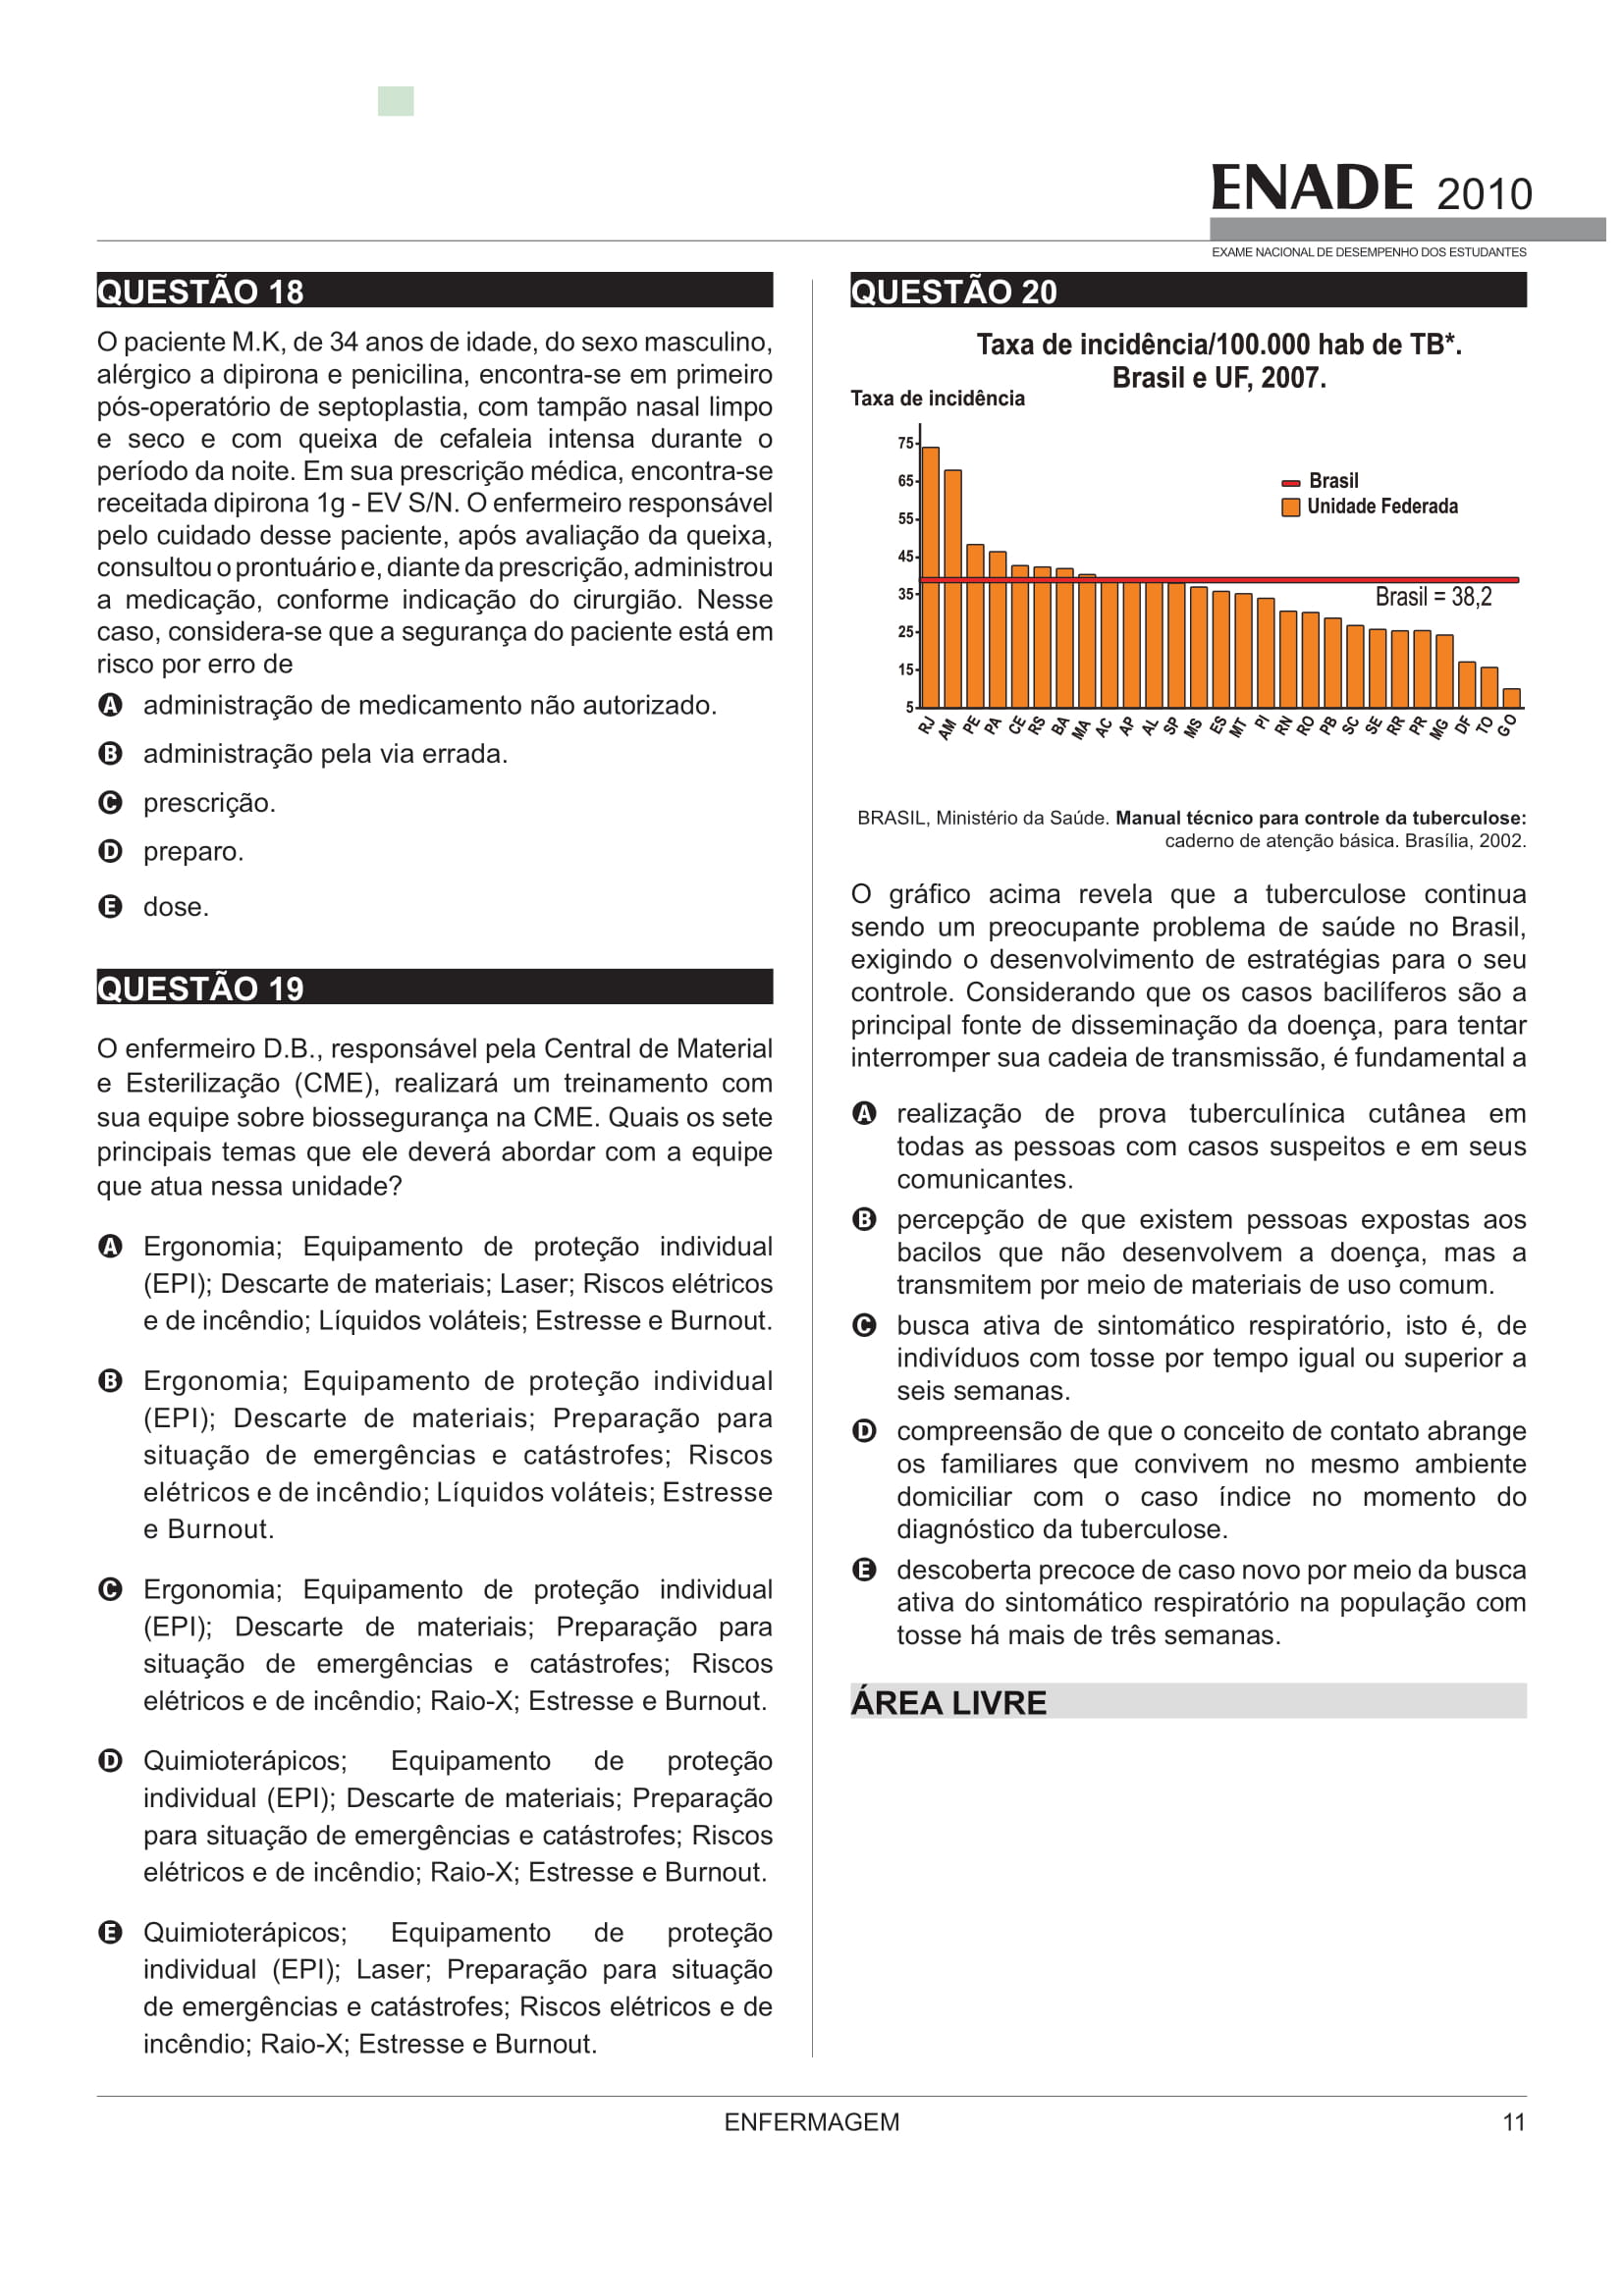 ENADE 2010
EXAME NACIONAL DE DESEMPENHO DOS ESTUDANTES
QUESTÃO 18
O paciente M.K, de 34 anos de idade, do sexo masculino,
alérgico a dipirona e penicilina, encontra-se em primeiro
pós-operatório de septoplastia, com tampão nasal limpo
e seco e com queixa de cefaleia intensa durante o
período da noite. Em sua prescrição médica, encontra-se
receitada dipirona 1g - EV S/N. O enfermeiro responsável
pelo cuidado desse paciente, após avaliação da queixa,
consultou o prontuário e, diante da prescrição, administrou
a medicação, conforme indicação do cirurgião. Nesse
caso, considera-se que a segurança do paciente está em
risco por erro de
A administração de medicamento não autorizado.
B administração pela via errada.
C prescrição.
D preparo.
E dose.
QUESTÃO 19
O enfermeiro D.B., responsável pela Central de Material
e Esterilização (CME), realizará um treinamento com
sua equipe sobre biossegurança na CME. Quais os sete
principais temas que ele deverá abordar com a equipe
que atua nessa unidade?
A Ergonomia; Equipamento de proteção individual
(EPI); Descarte de materiais; Laser; Riscos elétricos
e de incêndio; Líquidos voláteis; Estresse e Burnout.
B Ergonomia; Equipamento de proteção individual
(EPI); Descarte de materiais; Preparação para
situação de emergências e catástrofes; Riscos
elétricos e de incêndio; Líquidos voláteis; Estresse
e Burnout.
C Ergonomia; Equipamento de proteção individual
(EPI); Descarte de materiais; Preparação para
situação de emergências e catástrofes; Riscos
elétricos e de incêndio; Raio-X; Estresse e Burnout.
D Quimioterápicos; Equipamento de proteção
individual (EPI); Descarte de materiais; Preparação
para situação de emergências e catástrofes; Riscos
elétricos e de incêndio; Raio-X; Estresse e Burnout.
E Quimioterápicos; Equipamento de proteção
individual (EPI); Laser; Preparação para situação
de emergências e catástrofes; Riscos elétricos e de
incêndio; Raio-X; Estresse e Burnout.
QUESTÃO 20
Taxa de incidência/100.000 hab de TB*.
Brasil e UF, 2007.
Taxa de incidência
75
65
55
45
35
25
15
5
Brasil
Unidade Federada
Brasil = 38,2
RJ AM PE PA CE RS BA MA AC AP AL SP MS ES MT PI RN RO PB SC SE RR PR MG DF TO GO
BRASIL, Ministério da Saúde. Manual técnico para controle da tuberculose:
caderno de atenção básica. Brasília, 2002.
O gráfico acima revela que a tuberculose continua
sendo um preocupante problema de saúde no Brasil,
exigindo o desenvolvimento de estratégias para o seu
controle. Considerando que os casos bacilíferos são a
principal fonte de disseminação da doença, para tentar
interromper sua cadeia de transmissão, é fundamental a
A realização de prova tuberculínica cutânea em
todas as pessoas com casos suspeitos e em seus
comunicantes.
B percepção de que existem pessoas expostas aos
bacilos que não desenvolvem a doença, mas a
transmitem por meio de materiais de uso comum.
C busca ativa de sintomático respiratório, isto é, de
indivíduos com tosse por tempo igual ou superior a
seis semanas.
D compreensão de que o conceito de contato abrange
os familiares que convivem no mesmo ambiente
domiciliar com o caso índice no momento do
diagnóstico da tuberculose.
E descoberta precoce de caso novo por meio da busca
ativa do sintomático respiratório na população com
tosse há mais de três semanas.
ÁREA LIVRE
ENFERMAGEM
11